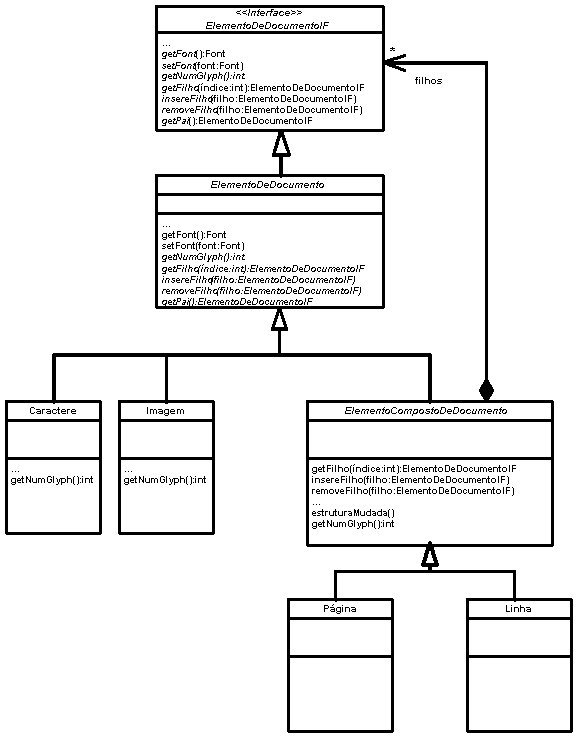 <<Interface>>
ElementoDeDocumentoIF
...
getFont():Font
setFont(font:Font)
getNumGlyph():int
getFilho(índice:int):ElementoDeDocumentoIF
insereFilho(filho:ElementoDeDocumentoIF)
removeFilho(filho:ElementoDeDocumentoIF)
getPai():ElementoDeDocumentoIF
*
filhos
ElementoDeDocumento
...
getFont():Font
setFont(font:Font)
getNumGlyph():int
getFilho(índice:int):ElementoDeDocumentoIF
insereFilho(filho:ElementoDeDocumentoIF)
removeFilho(filho:ElementoDeDocumentoIF)
getPai():ElementoDeDocumentoIF
Caractere
...
getNumGlyph():int
Imagem
...
getNumGlyph():int
ElementoCompostoDeDocumento
getFilho(índice:int):ElementoDeDocumentoIF
insereFilho(filho:ElementoDeDocumentoIF)
removeFilho(filho:ElementoDeDocumentoIF)
...
estruturaMudada()
getNumGlyph():int
Página
Linha